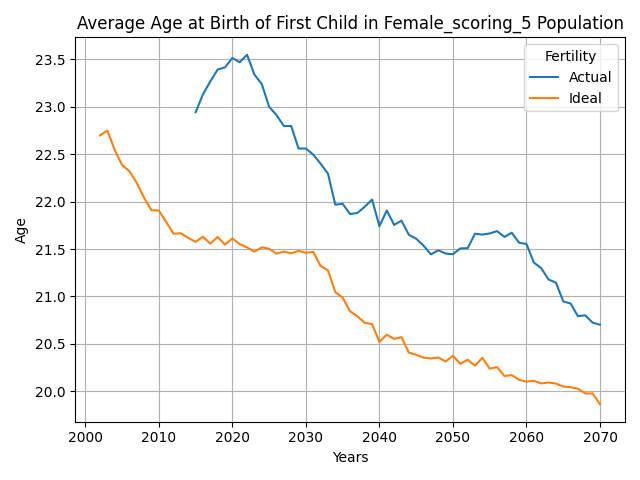 Average Age at Birth of First Child in Female_scoring_5 Population
Fertility
Actual
Ideal
23.5
23.0
22.5
22.0
21.5
21.0
20.5
20.0
Age
2000 2010 2020 2030 2040 2050 2060 2070
Years